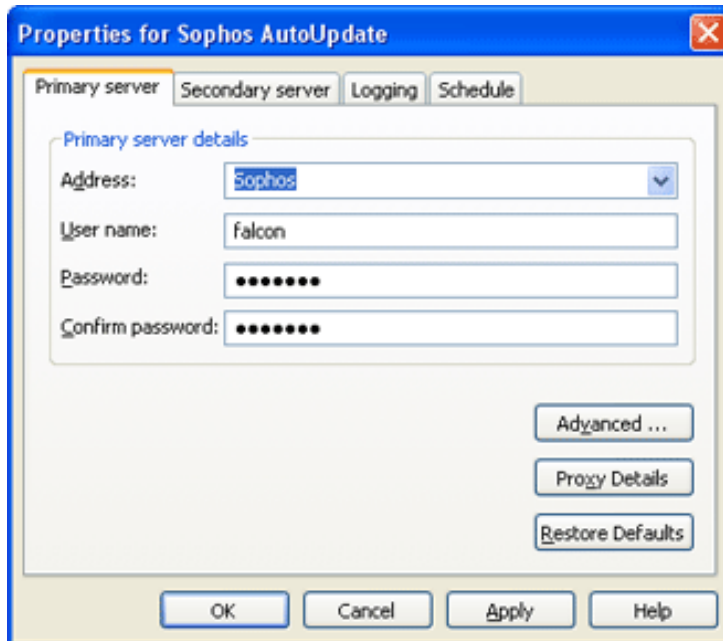 Properties for Sophos AutoUpdate
Primary server Secondary server Logging Schedule
Primary server details
Address: Sophos
User name: falcon
Password: •••••••
Confirm password: •••••••
Advanced ...
Proxy Details
Restore Defaults
OK Cancel Apply Help